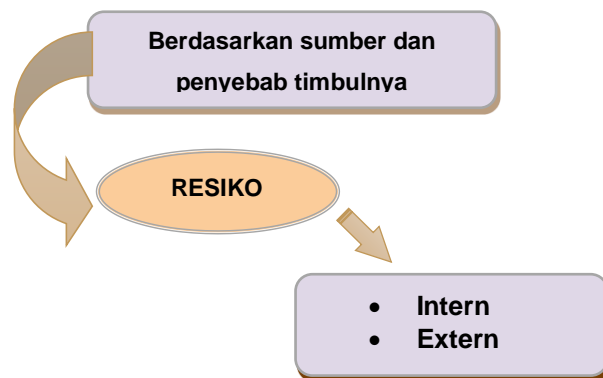 Berdasarkan sumber dan
penyebab timbulnya
RESIKO
• Intern
• Extern